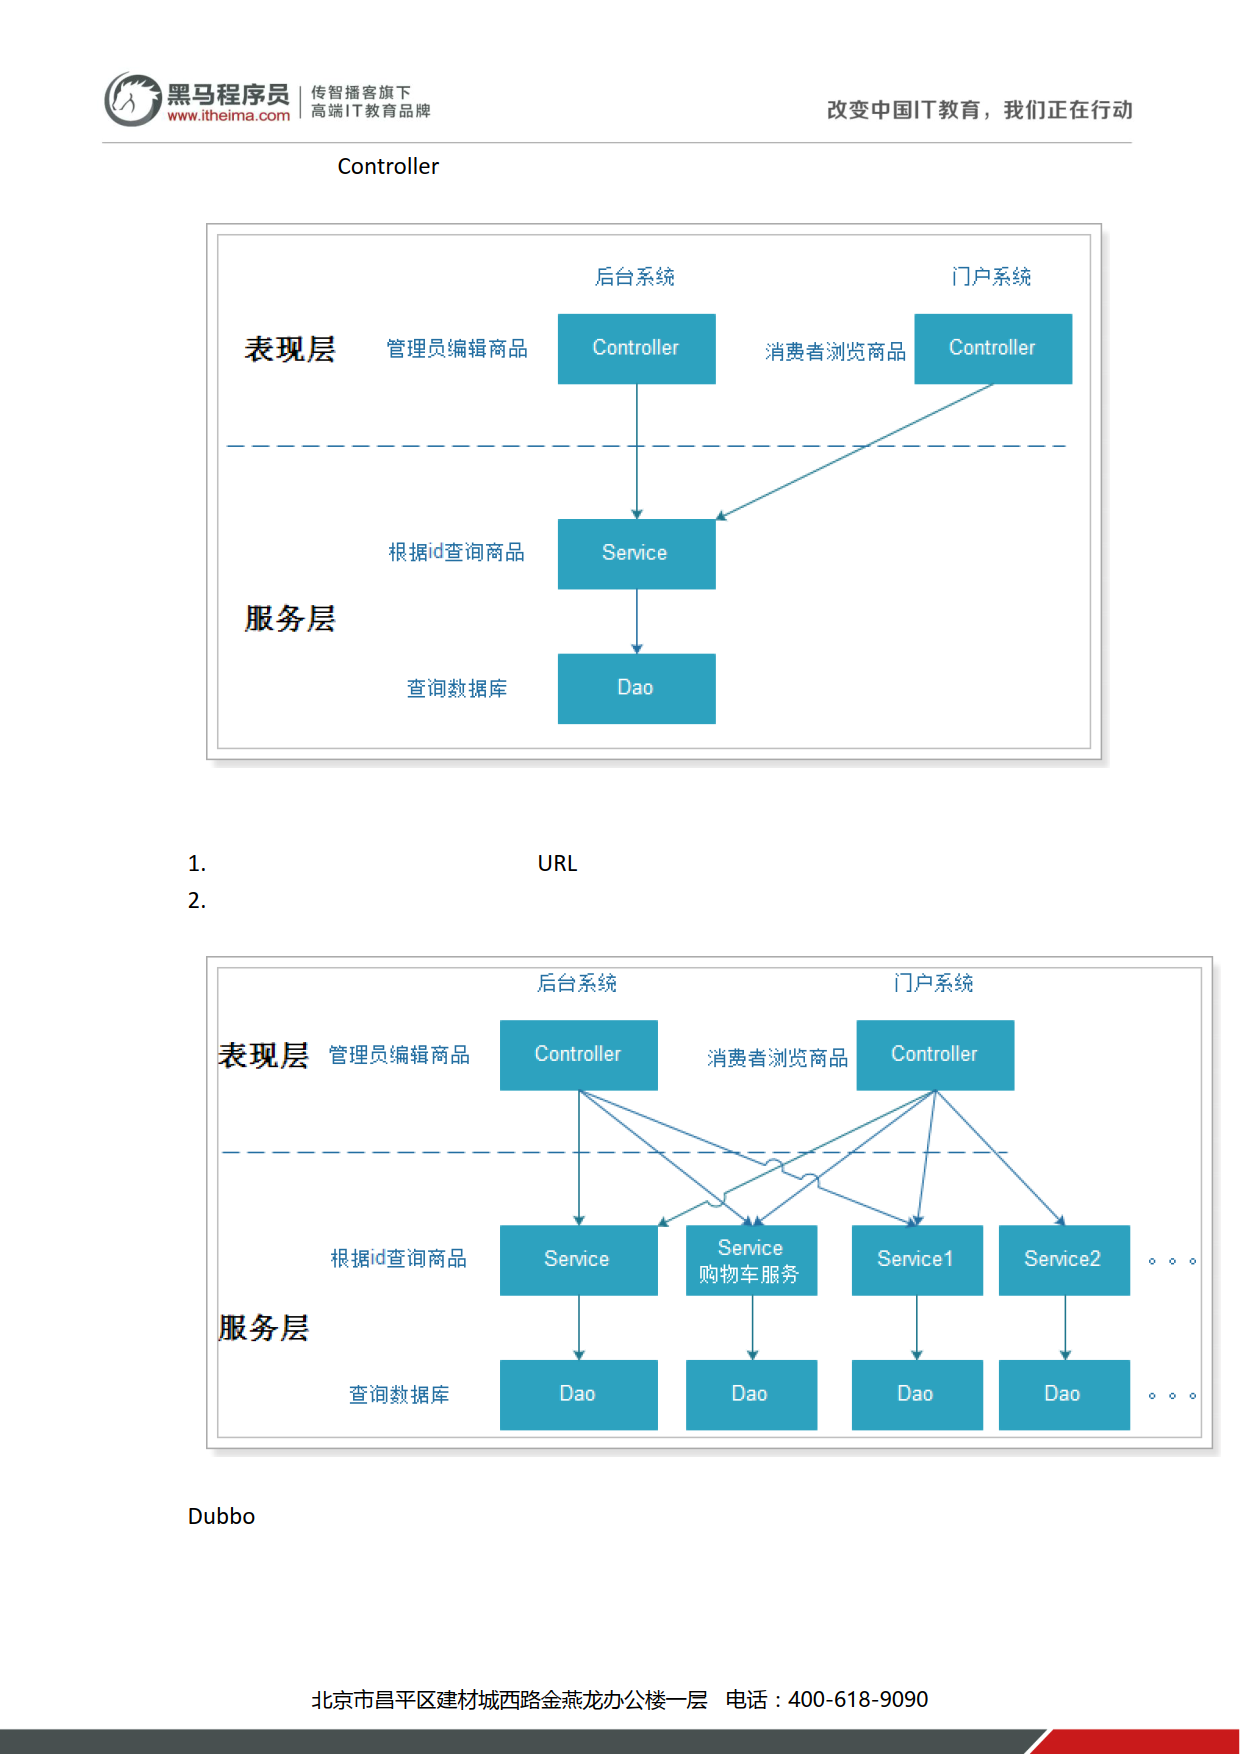 黑马程序员 传智播客旗下
www.itheima.com 高端IT教育品牌
改变中国IT教育，我们正在行动
Controller
后台系统 门户系统
表现层 管理员编辑商品 Controller 消费者浏览商品 Controller
根据id查询商品 Service
服务层
查询数据库 Dao
1. URL
2.
后台系统 门户系统
表现层 管理员编辑商品 Controller 消费者浏览商品 Controller
根据id查询商品 Service Service 购物车服务 Service1 Service2
服务层
查询数据库 Dao Dao Dao Dao
Dubbo
北京市昌平区建材城西路金燕龙办公楼一层 电话：400-618-9090